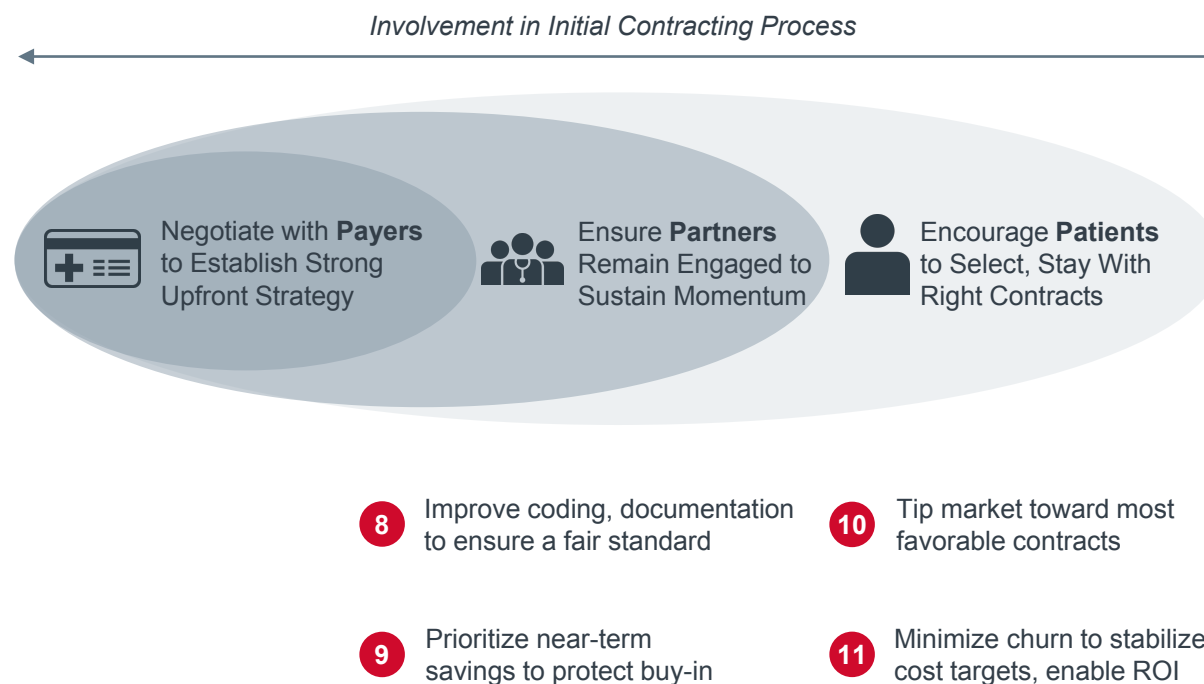 Involvement in Initial Contracting Process
Negotiate with Payers
to Establish Strong
Upfront Strategy
Ensure Partners
Remain Engaged to
Sustain Momentum
Encourage Patients
to Select, Stay With
Right Contracts
8
Improve coding, documentation
to ensure a fair standard
9
Prioritize near-term
savings to protect buy-in
10
Tip market toward most
favorable contracts
11
Minimize churn to stabilize
cost targets, enable ROI